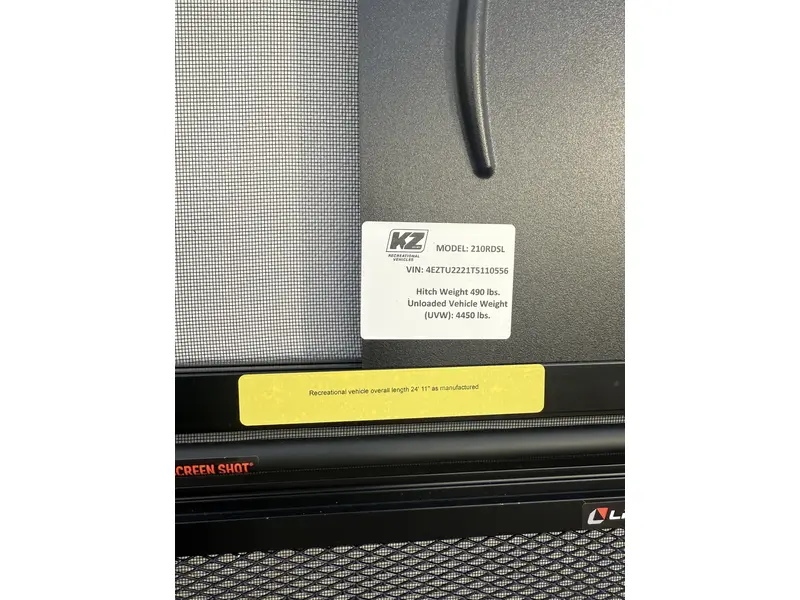 KZ
RECREATIONAL
VEHICLES
MODEL: 210RDSL
VIN: 4EZTU2221T5110556
Hitch Weight 490 lbs.
Unloaded Vehicle Weight
(UVW): 4450 lbs.
Recreational vehicle overall length 24' 11" as manufactured
CREEN SHOT